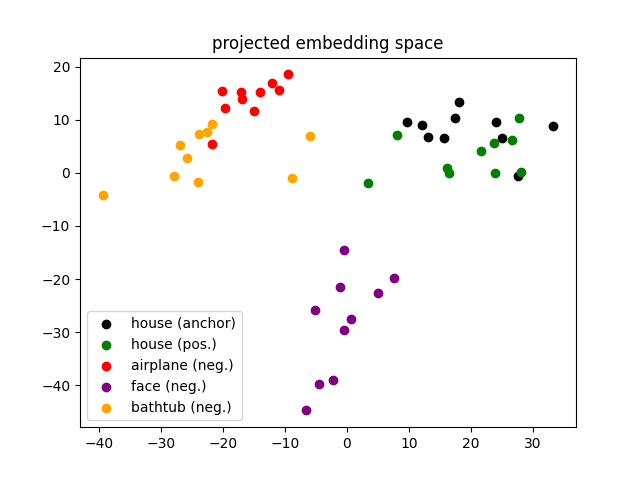 projected embedding space
20
10
0
−10
−20
−30
−40
house (anchor)
house (pos.)
airplane (neg.)
face (neg.)
bathtub (neg.)
−40 −30 −20 −10 0 10 20 30